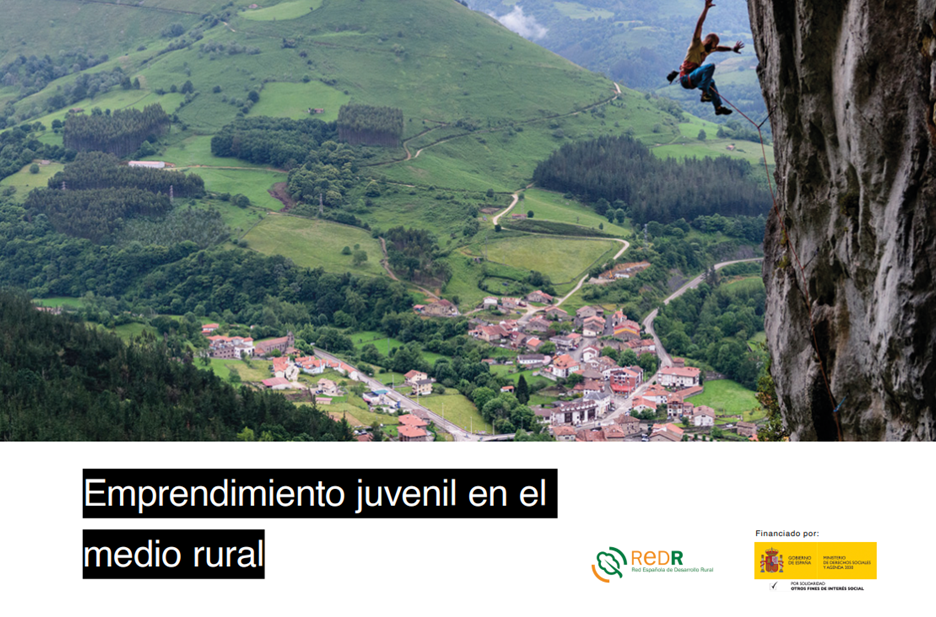 Emprendimiento juvenil en el
medio rural
Financiado por:
REDR
Red Española de Desarrollo Rural
GOBIERNO
DE ESPAÑA
MINISTERIO
DE DERECHOS SOCIALES
Y AGENDA 2030
POR SOLIDARIDAD
OTROS FINES DE INTERÉS SOCIAL